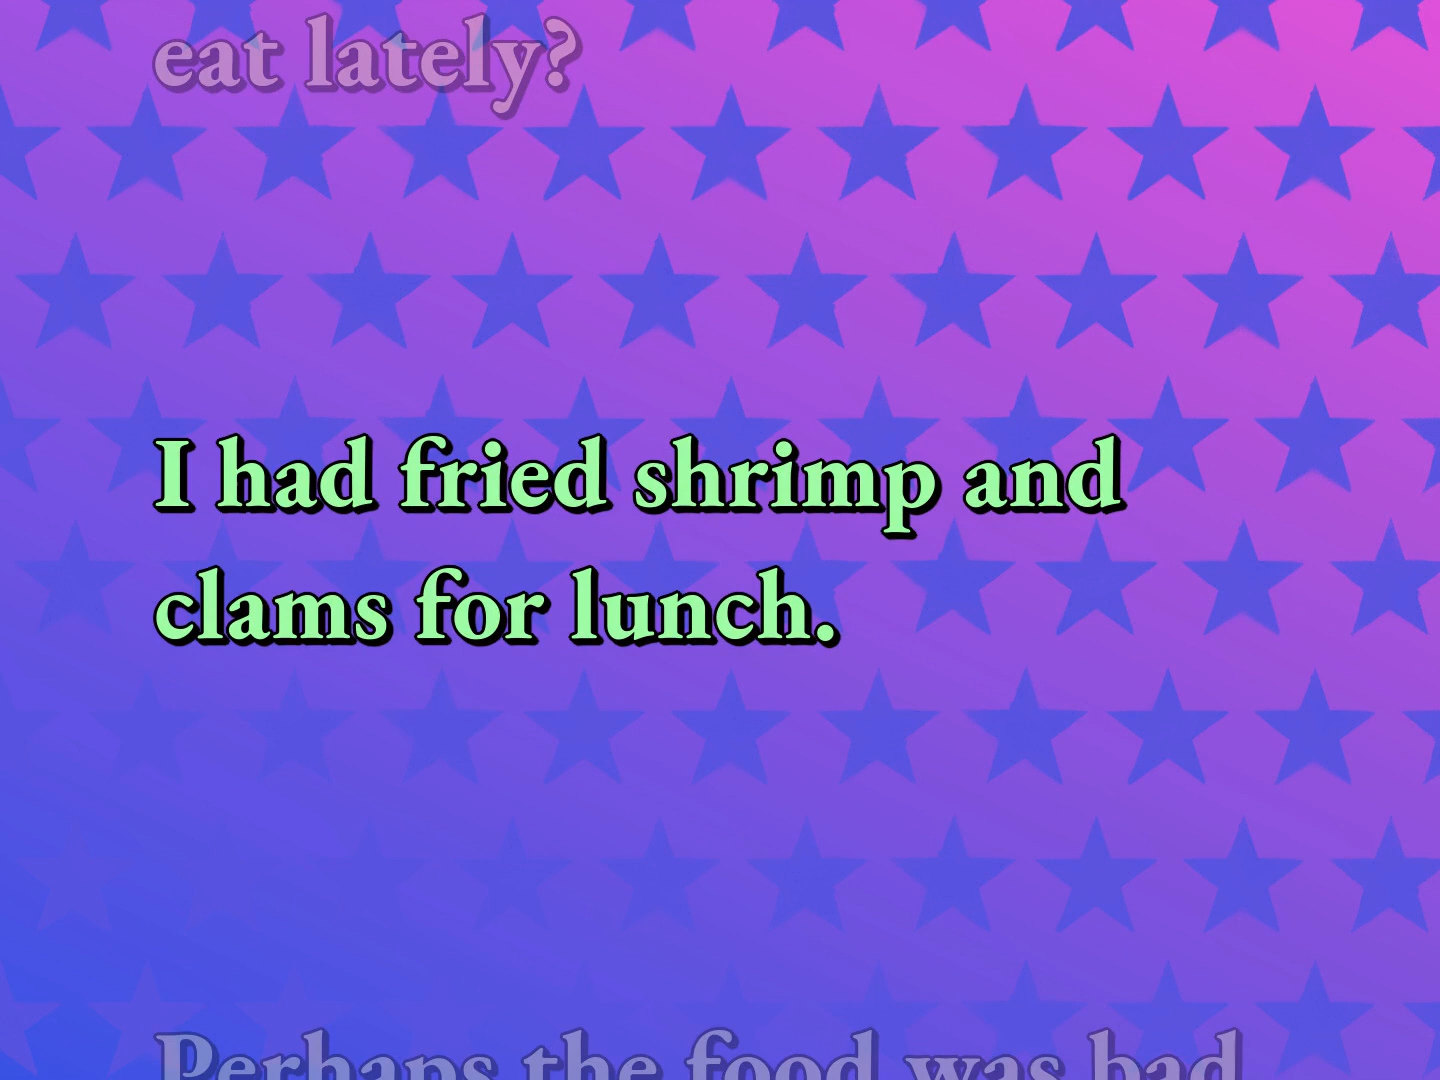 eat lately?
I had fried shrimp and
clams for lunch.
Perhaps the food was bad